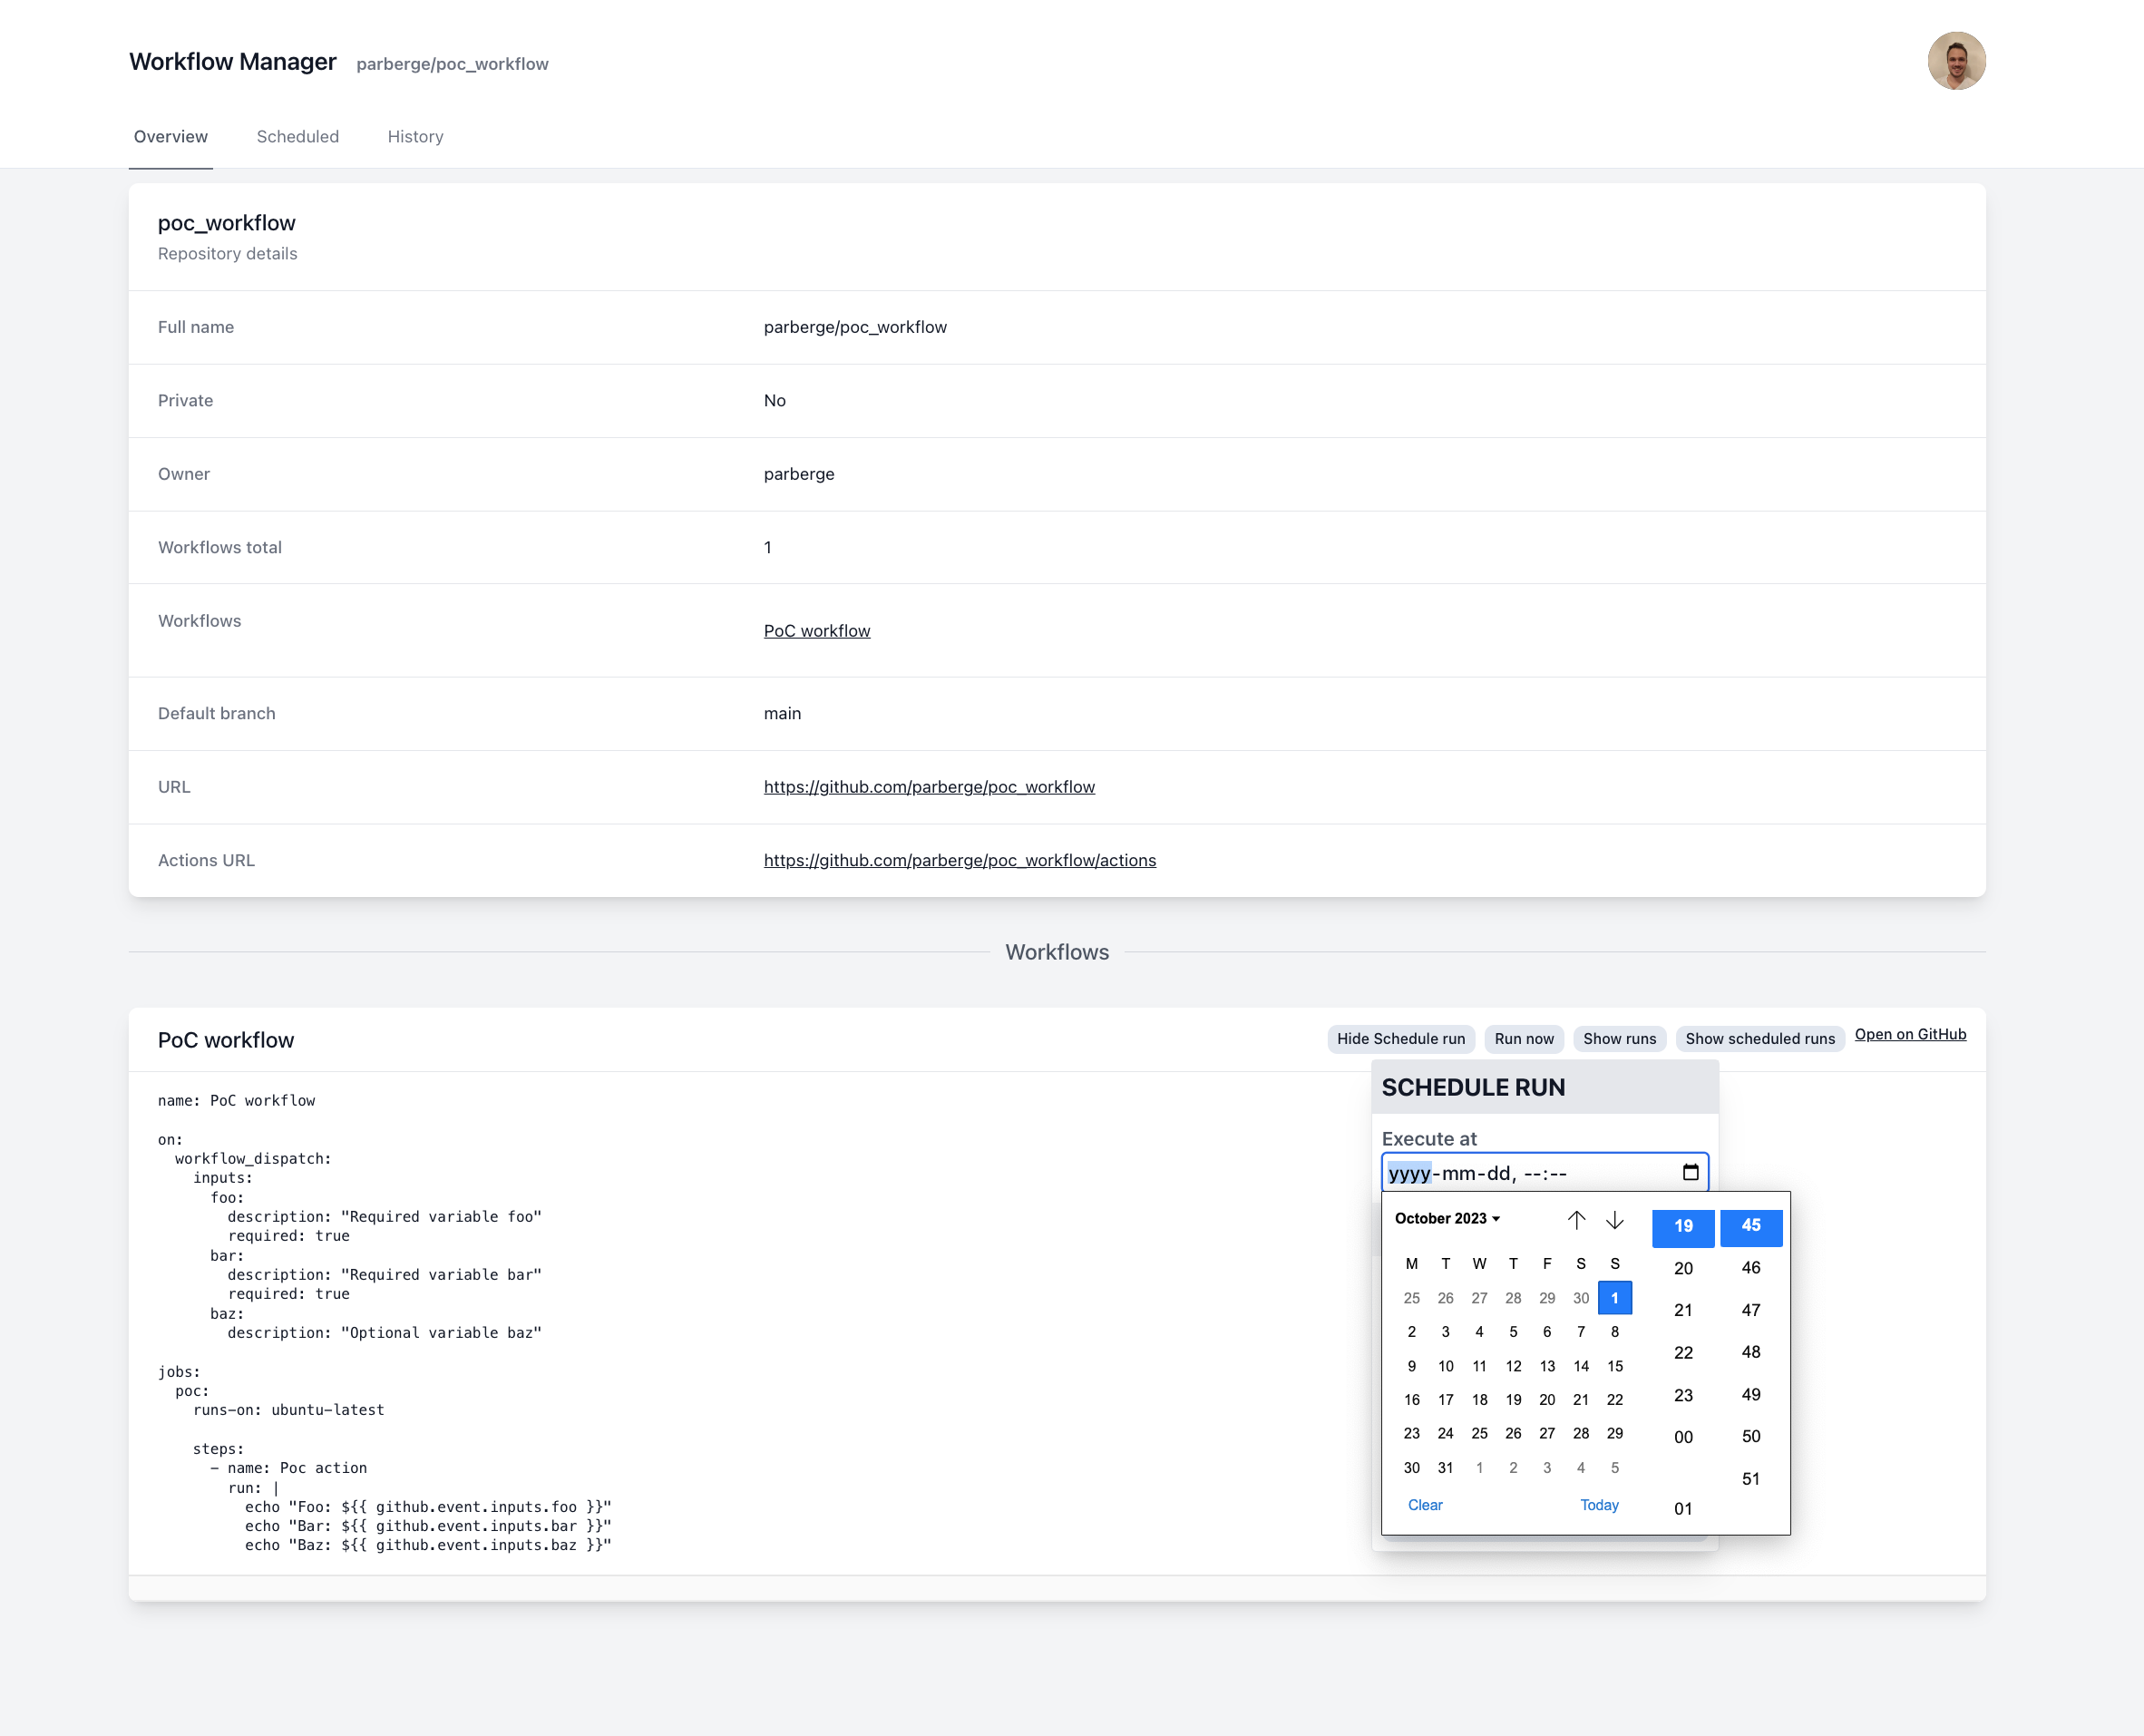 Workflow Manager parberge/poc_workflow
Overview Scheduled History
poc_workflow
Repository details
Full name parberge/poc_workflow
Private No
Owner parberge
Workflows total 1
Workflows PoC workflow
Default branch main
URL https://github.com/parberge/poc_workflow
Actions URL https://github.com/parberge/poc_workflow/actions
Workflows
PoC workflow
Hide Schedule run Run now Show runs Show scheduled runs Open on GitHub
name: PoC workflow
on:
workflow_dispatch:
inputs:
foo:
description: "Required variable foo"
required: true
bar:
description: "Required variable bar"
required: true
baz:
description: "Optional variable baz"
jobs:
poc:
runs-on: ubuntu-latest
steps:
- name: Poc action
run: |
echo "Foo: ${{ github.event.inputs.foo }}"
echo "Bar: ${{ github.event.inputs.bar }}"
echo "Baz: ${{ github.event.inputs.baz }}"
SCHEDULE RUN
Execute at
yyyy-mm-dd, --:--
October 2023
M T W T F S S
25 26 27 28 29 30 1
2 3 4 5 6 7 8
9 10 11 12 13 14 15
16 17 18 19 20 21 22
23 24 25 26 27 28 29
30 31 1 2 3 4 5
Clear Today
19 45
20 46
21 47
22 48
23 49
00 50
01 51